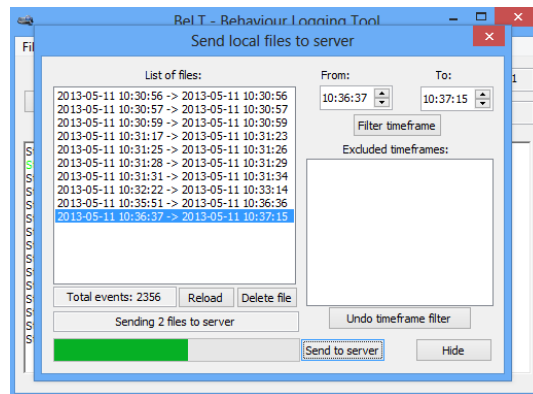 BeLT - Behaviour Logging Tool
Send local files to server
List of files:
From:
To:
2013-05-11 10:30:56 -> 2013-05-11 10:30:56
2013-05-11 10:30:57 -> 2013-05-11 10:30:57
2013-05-11 10:30:59 -> 2013-05-11 10:30:59
2013-05-11 10:31:17 -> 2013-05-11 10:31:23
2013-05-11 10:31:25 -> 2013-05-11 10:31:26
2013-05-11 10:31:28 -> 2013-05-11 10:31:29
2013-05-11 10:31:31 -> 2013-05-11 10:31:34
2013-05-11 10:32:22 -> 2013-05-11 10:33:14
2013-05-11 10:35:51 -> 2013-05-11 10:36:36
2013-05-11 10:36:37 -> 2013-05-11 10:37:15
10:36:37
10:37:15
Filter timeframe
Excluded timeframes:
Total events: 2356
Reload
Delete file
Sending 2 files to server
Undo timeframe filter
Send to server
Hide